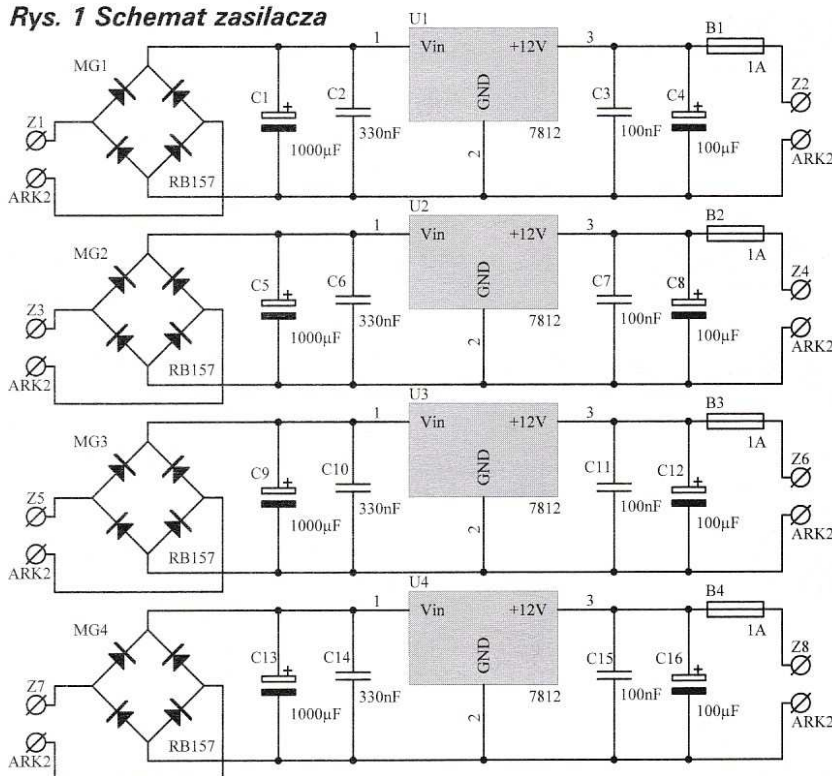 Rys. 1 Schemat zasilacza
U1
MG1
1
Vin
+12V
3
B1
1A
Z1
C1
+
C2
GND
C3
C4
+
Z2
1000µF
330nF
2
7812
100nF
100µF
ARK2
RB157
ARK2
U2
MG2
1
Vin
+12V
3
B2
1A
Z3
C5
+
C6
GND
C7
C8
+
Z4
1000µF
330nF
2
7812
100nF
100µF
ARK2
RB157
ARK2
U3
MG3
1
Vin
+12V
3
B3
1A
Z5
C9
+
C10
GND
C11
C12
+
Z6
1000µF
330nF
2
7812
100nF
100µF
ARK2
RB157
ARK2
U4
MG4
1
Vin
+12V
3
B4
1A
Z7
C13
+
C14
GND
C15
C16
+
Z8
1000µF
330nF
2
7812
100nF
100µF
ARK2
RB157
ARK2